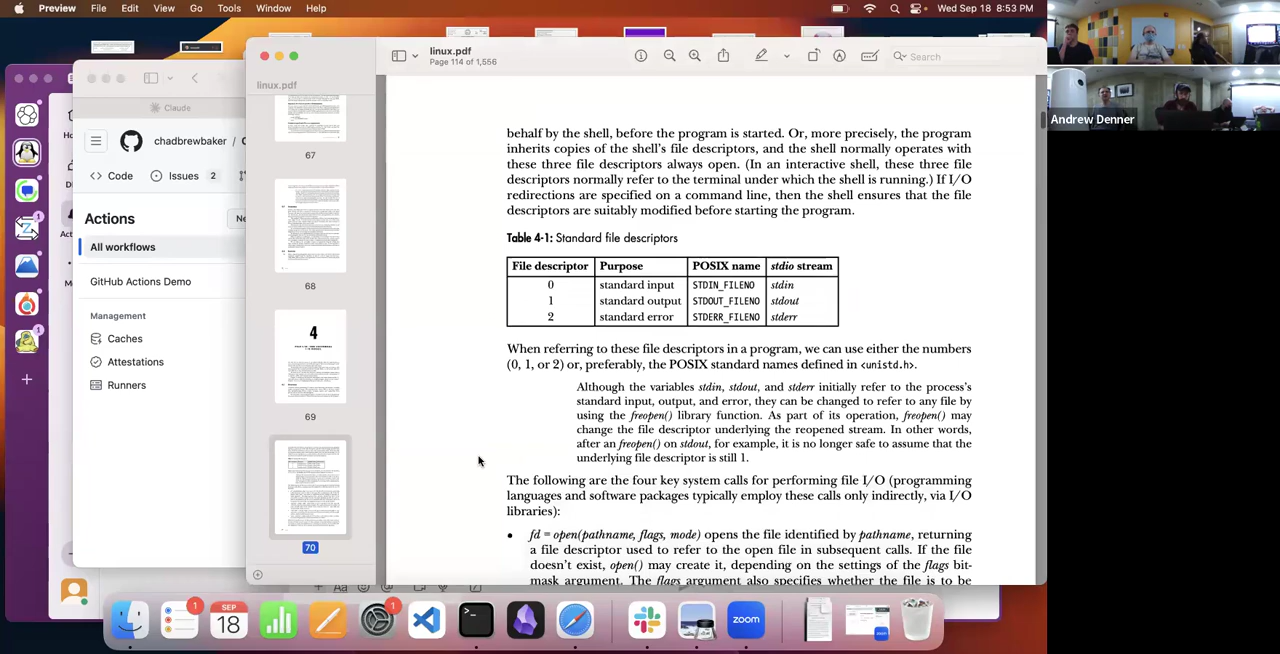 Preview File Edit View Go Tools Window Help
Wed Sep 18 8:53 PM
linux.pdf
Page 114 of 1,556
Search
linux.pdf
67
68
4
69
70
Claude
chadbrewbaker /
Code
Issues 2
Actions
Ne
All workflows
GitHub Actions Demo
Management
Caches
Attestations
Runners
behalf by the shell, before the program is started. Or, more precisely, the program
inherits copies of the shell's file descriptors, and the shell normally operates with
these three file descriptors always open. (In an interactive shell, these three file
descriptors normally refer to the terminal under which the shell is running.) If I/O
redirections are specified on a command line, then the shell ensures that the file
descriptors are suitably modified before starting the program.
Table 4-1: Standard file descriptors
File descriptor Purpose POSIX name stdio stream
0 standard input STDIN_FILENO stdin
1 standard output STDOUT_FILENO stdout
2 standard error STDERR_FILENO stderr
When referring to these file descriptors in a program, we can use either the numbers
(0, 1, or 2) or, preferably, the POSIX standard names defined in <unistd.h>.
Although the variables stdin, stdout, and stderr initially refer to the process's
standard input, output, and error, they can be changed to refer to any file by
using the freopen() library function. As part of its operation, freopen() may
change the file descriptor underlying the reopened stream. In other words,
after an freopen() on stdout, for example, it is no longer safe to assume that the
underlying file descriptor is still 1.
The following are the four key system calls for performing file I/O (programming
languages and software packages typically employ these calls only indirectly, via I/O
libraries):
• fd = open(pathname, flags, mode) opens the file identified by pathname, returning
a file descriptor used to refer to the open file in subsequent calls. If the file
doesn't exist, open() may create it, depending on the settings of the flags bit-
mask argument. The flags argument also specifies whether the file is to be
Andrew Denner
1
SEP
18
1
zoom
zoom